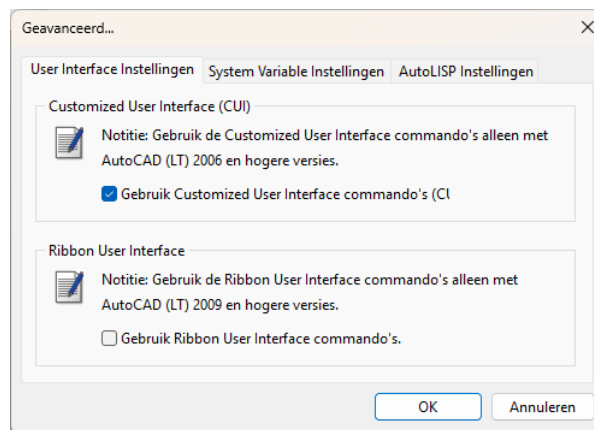 Geavanceerd...
User Interface Instellingen System Variable Instellingen AutoLISP Instellingen
Customized User Interface (CUI)
Notitie: Gebruik de Customized User Interface commando's alleen met
AutoCAD (LT) 2006 en hogere versies.
Gebruik Customized User Interface commando's (CU
Ribbon User Interface
Notitie: Gebruik de Ribbon User Interface commando's alleen met
AutoCAD (LT) 2009 en hogere versies.
Gebruik Ribbon User Interface commando's.
OK Annuleren